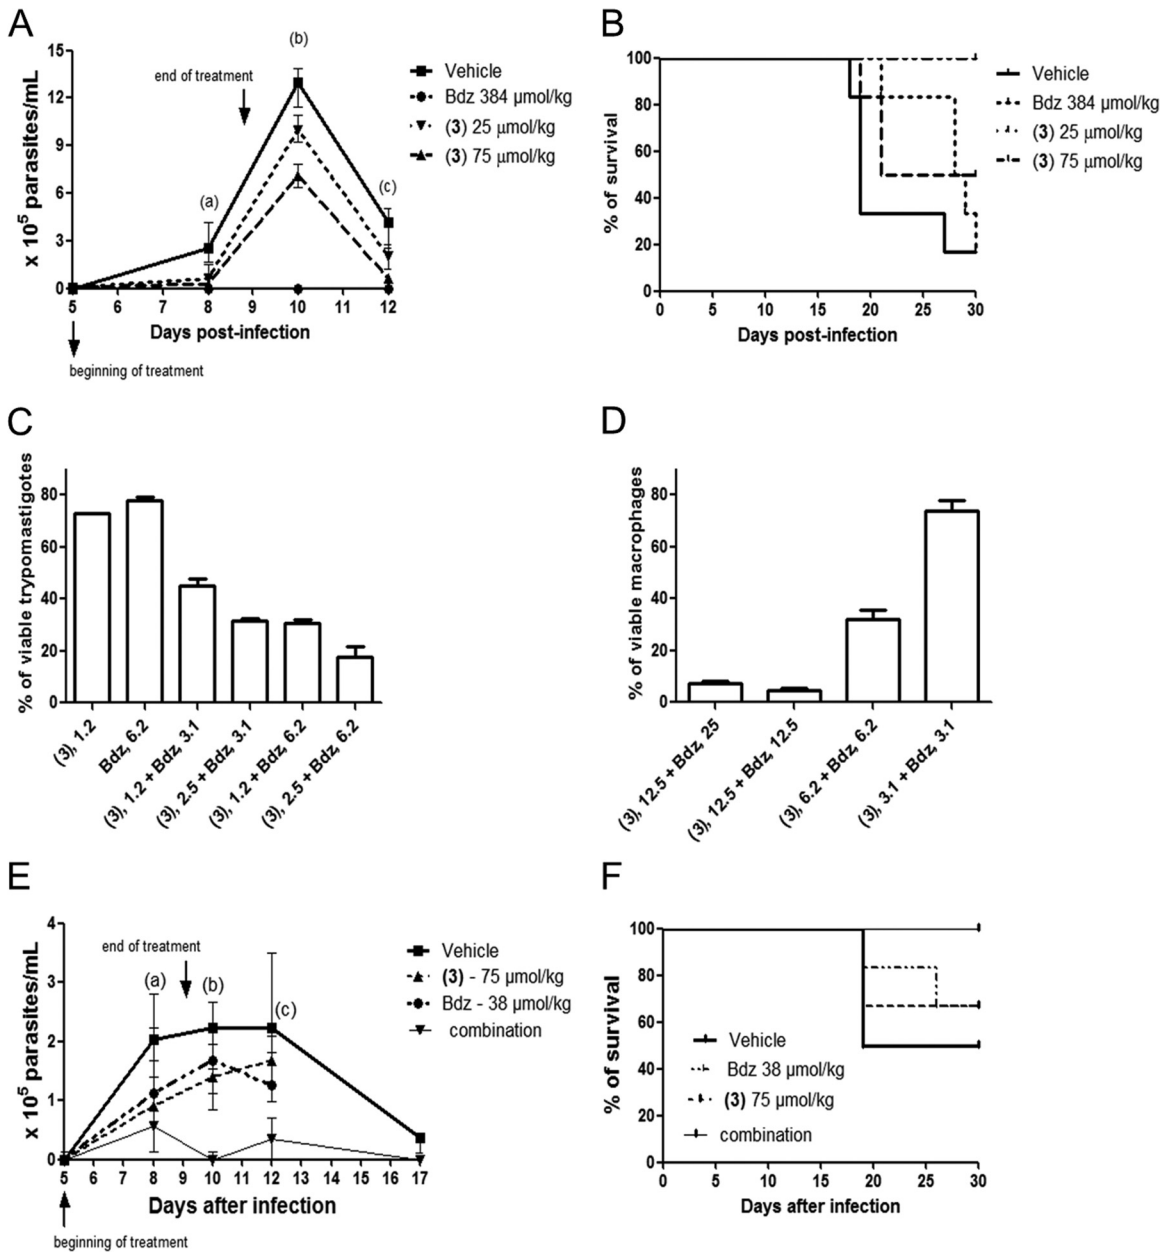 A
15
12
9
6
3
0
x 10⁵ parasites/mL
end of treatment
(a)
(b)
(c)
5 6 7 8 9 10 11 12
Days post-infection
beginning of treatment
Vehicle
Bdz 384 µmol/kg
(3) 25 µmol/kg
(3) 75 µmol/kg
B
100
80
60
40
20
0
% of survival
0 5 10 15 20 25 30
Days post-infection
Vehicle
Bdz 384 µmol/kg
(3) 25 µmol/kg
(3) 75 µmol/kg
C
80
60
40
20
0
% of viable trypomastigotes
(3), 1.2
Bdz, 6.2
(3), 1.2 + Bdz, 3.1
(3), 2.5 + Bdz, 3.1
(3), 1.2 + Bdz, 6.2
(3), 2.5 + Bdz, 6.2
D
80
60
40
20
0
% of viable macrophages
(3), 12.5 + Bdz, 25
(3), 12.5 + Bdz, 12.5
(3), 6.2 + Bdz, 6.2
(3), 3.1 + Bdz, 3.1
E
4
3
2
1
0
x 10⁵ parasites/mL
end of treatment
(a)
(b)
(c)
5 6 7 8 9 10 11 12 13 14 15 16 17
Days after infection
beginning of treatment
Vehicle
(3) - 75 µmol/kg
Bdz - 38 µmol/kg
combination
F
100
80
60
40
20
0
% of survival
Vehicle
Bdz 38 µmol/kg
(3) 75 µmol/kg
combination
0 5 10 15 20 25 30
Days after infection